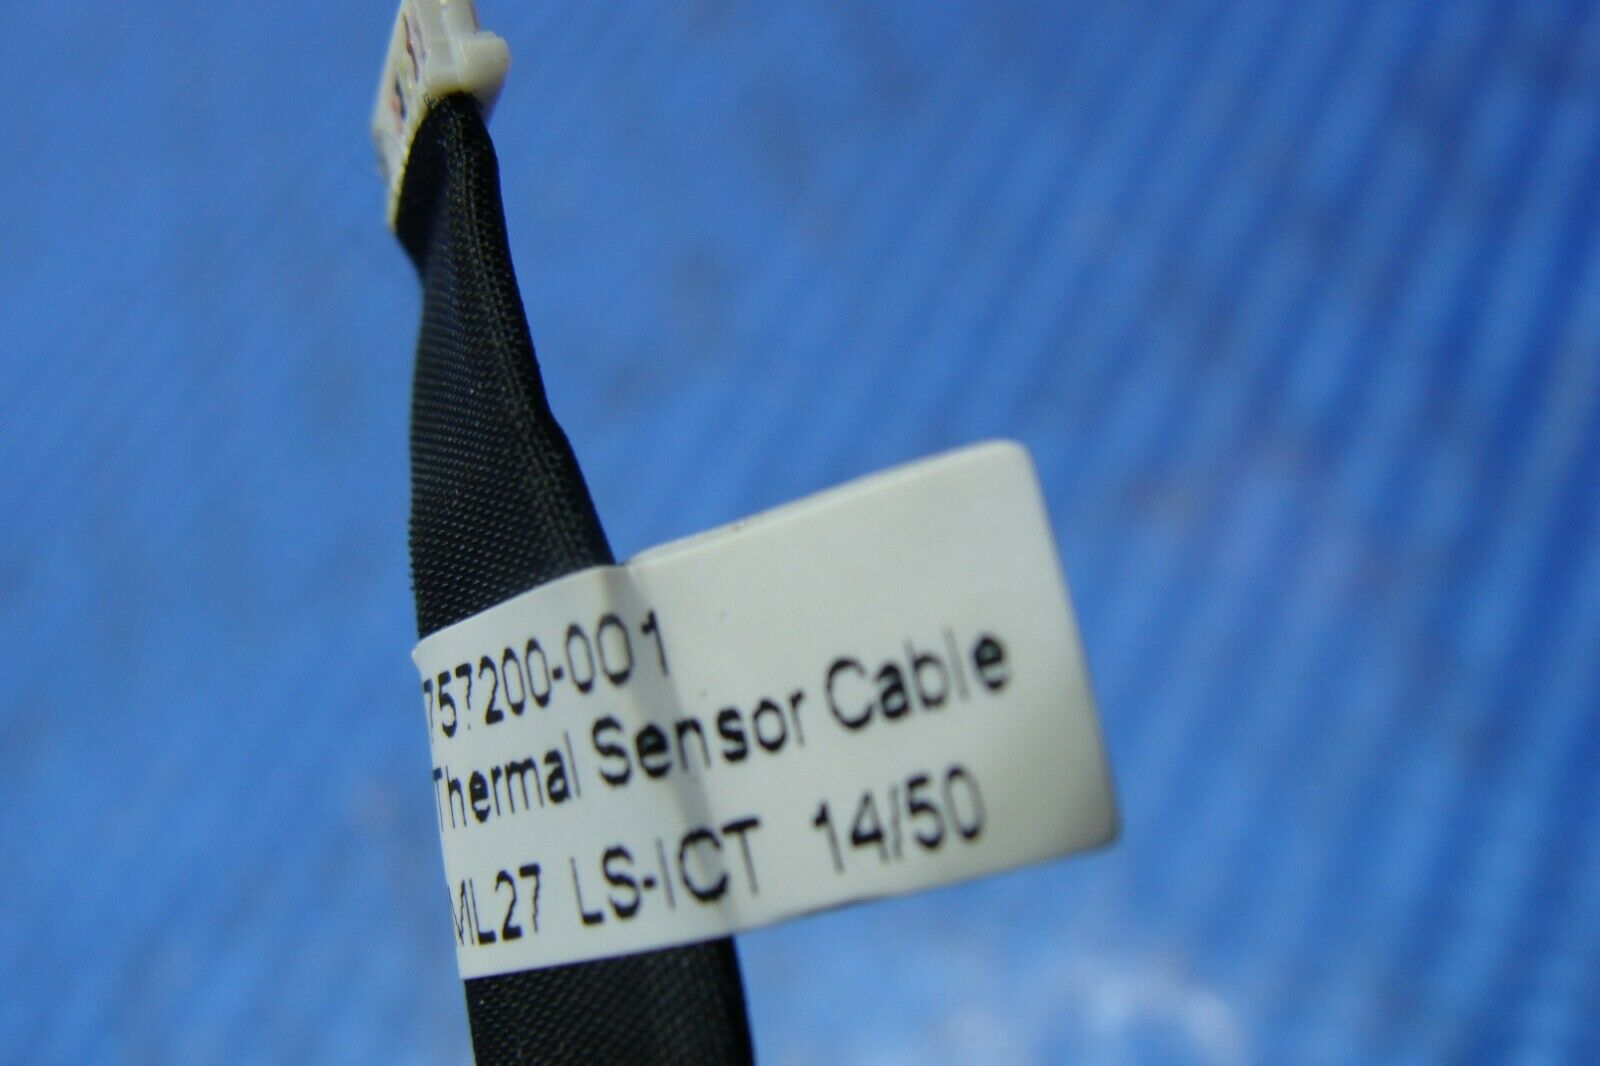 757200-001
Thermal Sensor Cable
ML27 LS-ICT 14/50